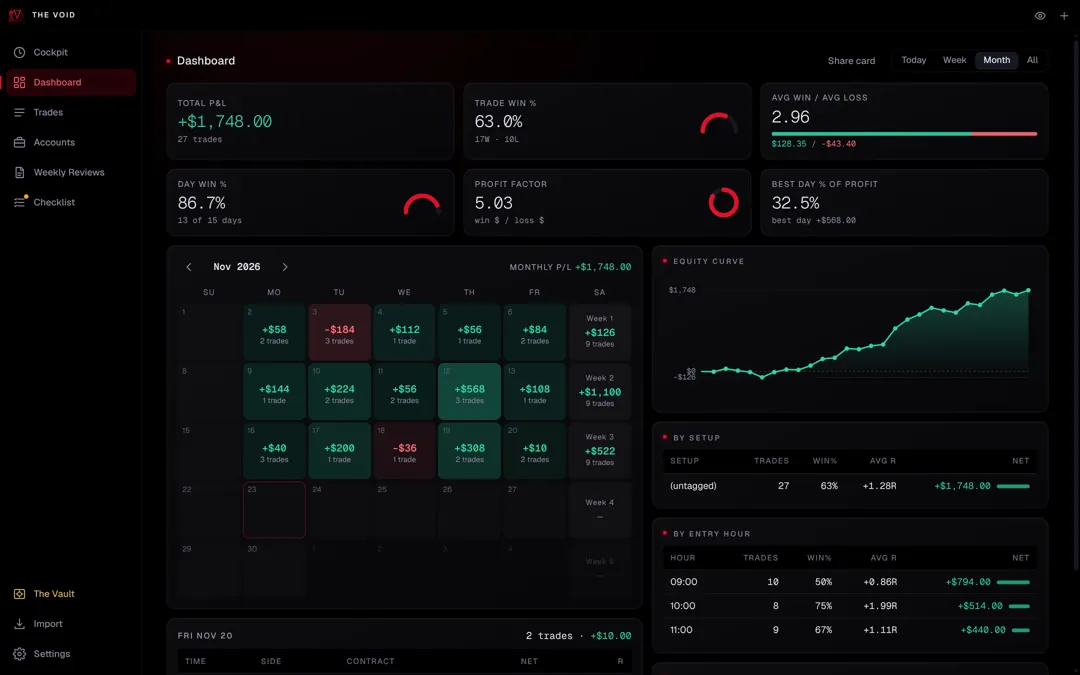 THE VOID
Cockpit
Dashboard
Trades
Accounts
Weekly Reviews
Checklist
The Vault
Import
Settings
Dashboard
Share card
Today Week Month All
TOTAL P&L
+$1,748.00
27 trades
TRADE WIN %
63.0%
17W - 10L
AVG WIN / AVG LOSS
2.96
$128.35 / -$43.40
DAY WIN %
86.7%
13 of 15 days
PROFIT FACTOR
5.03
win $ / loss $
BEST DAY % OF PROFIT
32.5%
best day +$568.00
Nov 2026
MONTHLY P/L +$1,748.00
SU MO TU WE TH FR SA
1 2 3 4 5 6 Week 1
+$58 -$184 +$112 +$56 +$84 +$126
2 trades 3 trades 1 trade 1 trade 2 trades 9 trades
8 9 10 11 12 13 Week 2
+$144 +$224 +$56 +$568 +$108 +$1,100
1 trade 2 trades 2 trades 3 trades 1 trade 9 trades
15 16 17 18 19 20 Week 3
+$40 +$200 -$36 +$308 +$10 +$522
3 trades 1 trade 1 trade 2 trades 2 trades 9 trades
22 23 24 25 26 27 Week 4
—
29 30 1 2 3 4 Week 5
—
FRI NOV 20
2 trades · +$10.00
TIME SIDE CONTRACT NET R
EQUITY CURVE
$1,748
$0
-$126
BY SETUP
SETUP TRADES WIN% AVG R NET
(untagged) 27 63% +1.28R +$1,748.00
BY ENTRY HOUR
HOUR TRADES WIN% AVG R NET
09:00 10 50% +0.86R +$794.00
10:00 8 75% +1.99R +$514.00
11:00 9 67% +1.11R +$440.00